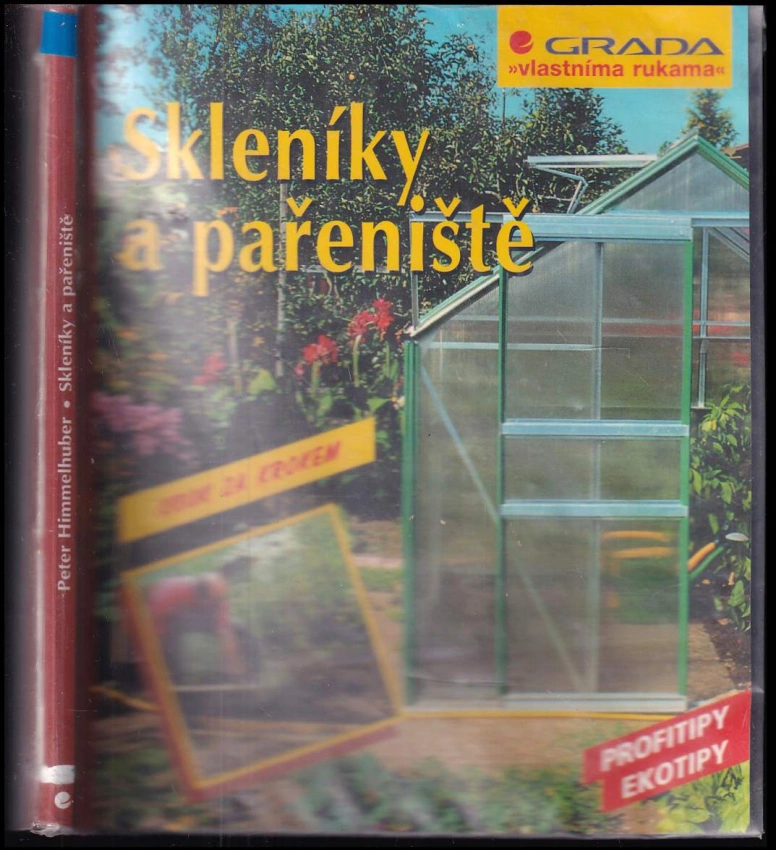 GRADA
»vlastníma rukama«
Skleníky
a pařeniště
Peter Himmelhuber • Skleníky a pařeniště
KROK ZA KROKEM
PROFITIPY
EKOTIPY